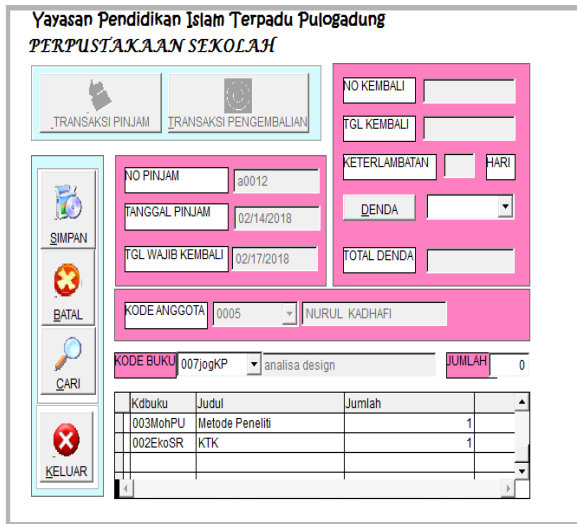 Yayasan Pendidikan Islam Terpadu Pulogadung
PERPUSTAKAAN SEKOLAH
TRANSAKSI PINJAM
TRANSAKSI PENGEMBALIAN
NO KEMBALI
TGL KEMBALI
KETERLAMBATAN HARI
DENDA
TOTAL DENDA
SIMPAN
BATAL
CARI
KELUAR
NO PINJAM a0012
TANGGAL PINJAM 02/14/2018
TGL WAJIB KEMBALI 02/17/2018
KODE ANGGOTA 0005 NURUL KADHAFI
KODE BUKU 007jogKP analisa design JUMLAH 0
Kdbuku Judul Jumlah
003MohPU Metode Peneliti 1
002EkoSR KTK 1